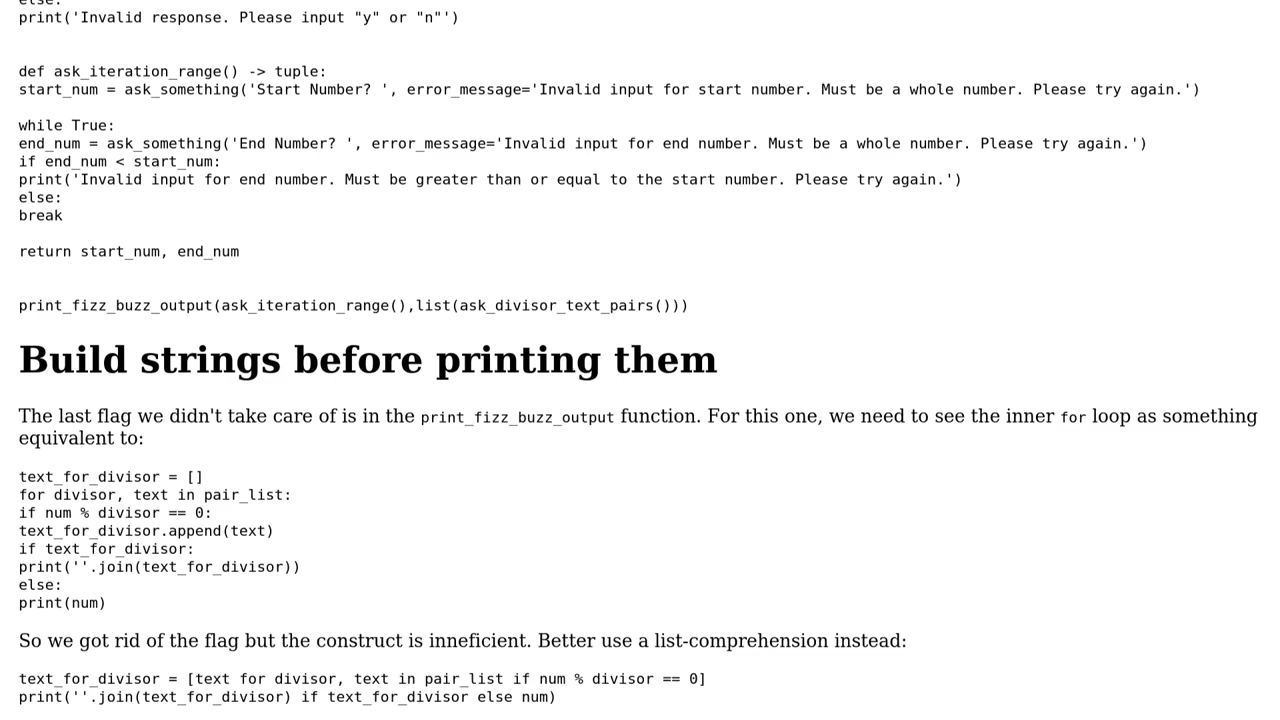 else:
print('Invalid response. Please input "y" or "n"')
def ask_iteration_range() -> tuple:
start_num = ask_something('Start Number? ', error_message='Invalid input for start number. Must be a whole number. Please try again.')
while True:
end_num = ask_something('End Number? ', error_message='Invalid input for end number. Must be a whole number. Please try again.')
if end_num < start_num:
print('Invalid input for end number. Must be greater than or equal to the start number. Please try again.')
else:
break
return start_num, end_num
print_fizz_buzz_output(ask_iteration_range(),list(ask_divisor_text_pairs()))
Build strings before printing them
The last flag we didn't take care of is in the print_fizz_buzz_output function. For this one, we need to see the inner for loop as something
equivalent to:
text_for_divisor = []
for divisor, text in pair_list:
if num % divisor == 0:
text_for_divisor.append(text)
if text_for_divisor:
print(''.join(text_for_divisor))
else:
print(num)
So we got rid of the flag but the construct is inneficient. Better use a list-comprehension instead:
text_for_divisor = [text for divisor, text in pair_list if num % divisor == 0]
print(''.join(text_for_divisor) if text_for_divisor else num)